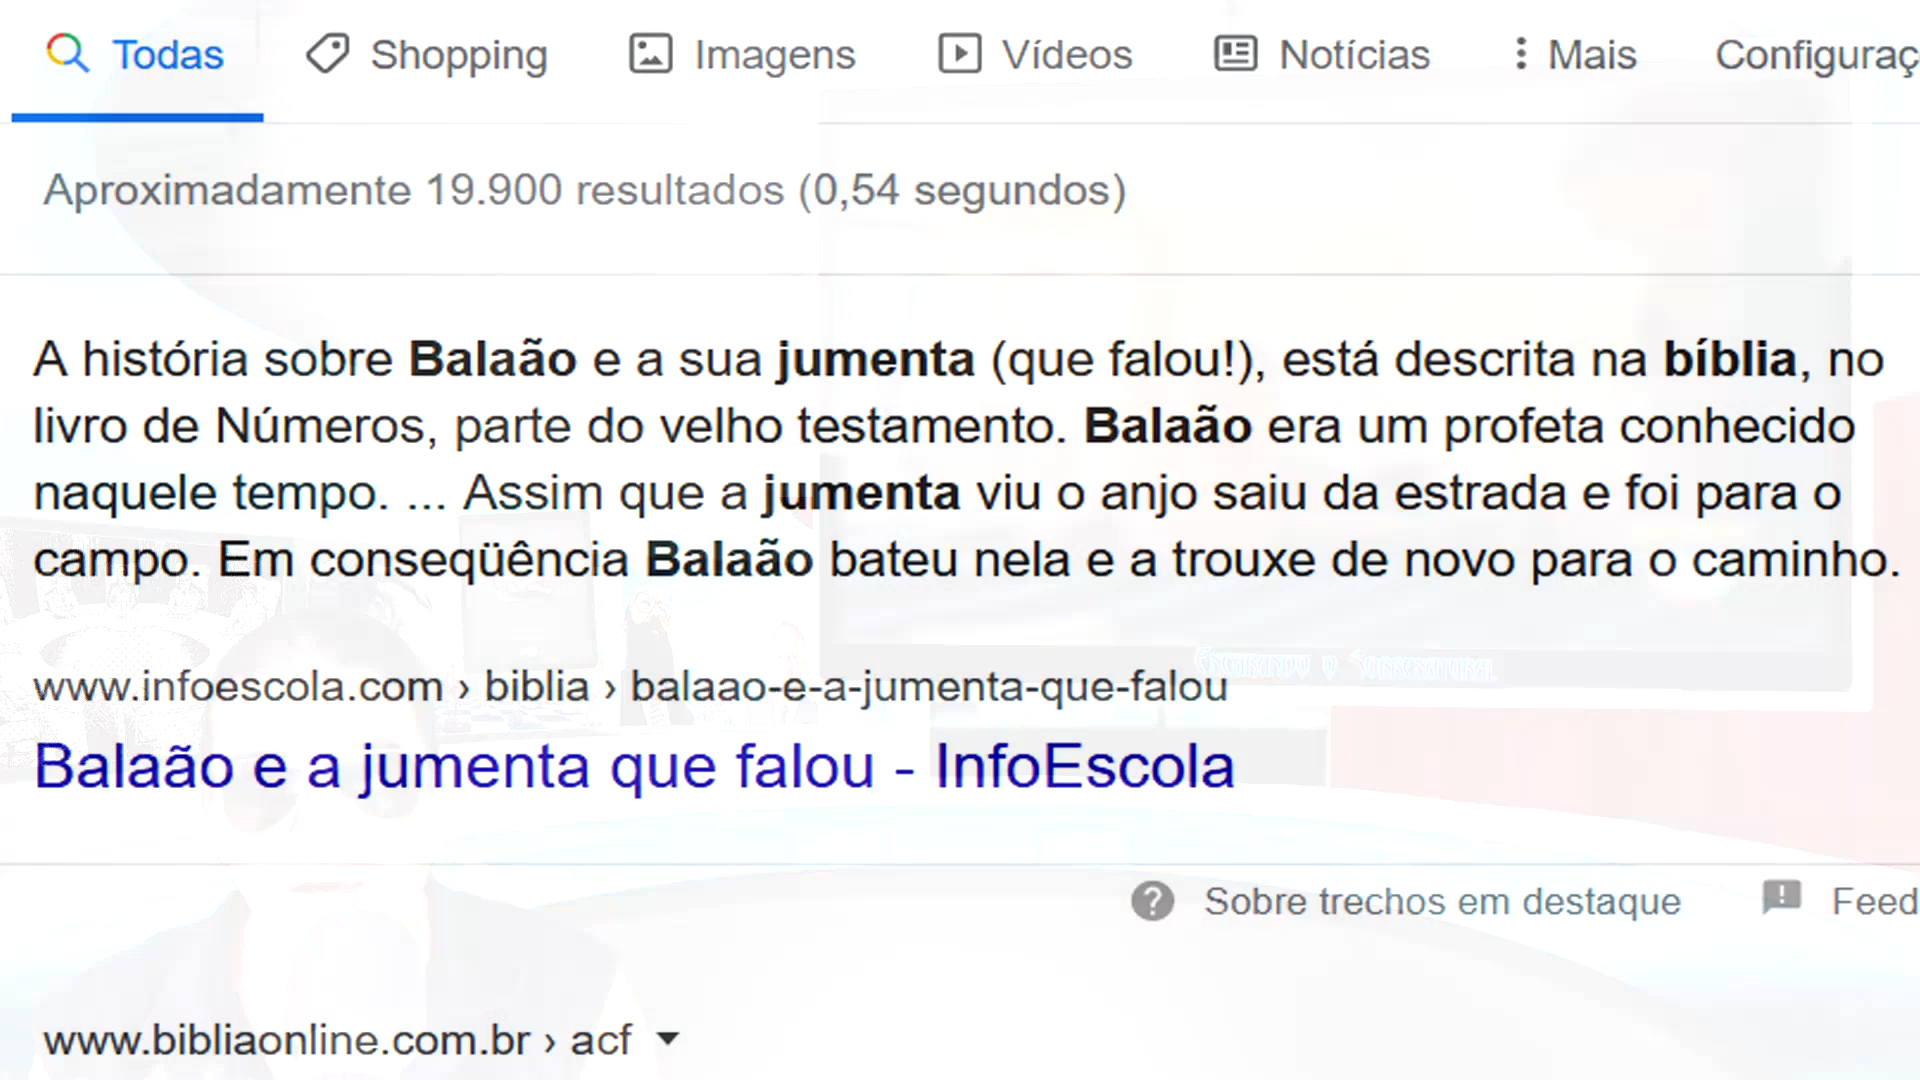 Todas Shopping Imagens Vídeos Notícias Mais Configuraç
Aproximadamente 19.900 resultados (0,54 segundos)
A história sobre Balaão e a sua jumenta (que falou!), está descrita na bíblia, no
livro de Números, parte do velho testamento. Balaão era um profeta conhecido
naquele tempo. ... Assim que a jumenta viu o anjo saiu da estrada e foi para o
campo. Em conseqüência Balaão bateu nela e a trouxe de novo para o caminho.
www.infoescola.com › biblia › balaao-e-a-jumenta-que-falou
Balaão e a jumenta que falou - InfoEscola
Sobre trechos em destaque Feed
www.bibliaonline.com.br › acf